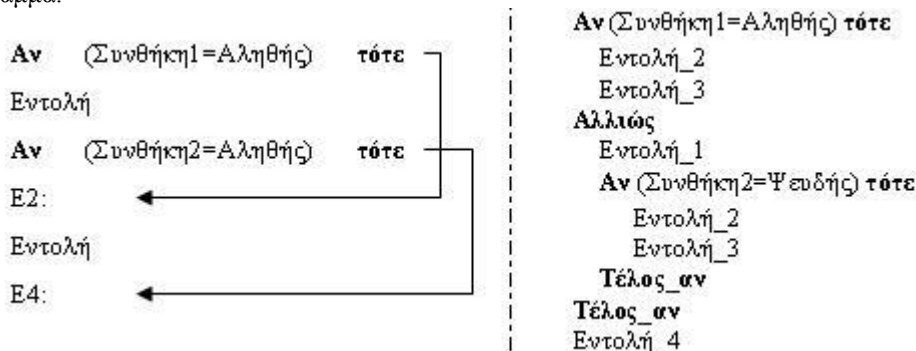 Αν (Συνθήκη1=Αληθής) τότε
Εντολή
Αν (Συνθήκη2=Αληθής) τότε
Ε2:
Εντολή
Ε4:
Αν (Συνθήκη1=Αληθής) τότε
Εντολή_2
Εντολή_3
Αλλιώς
Εντολή_1
Αν (Συνθήκη2=Ψευδής) τότε
Εντολή_2
Εντολή_3
Τέλος_αν
Τέλος_αν
Εντολή_4